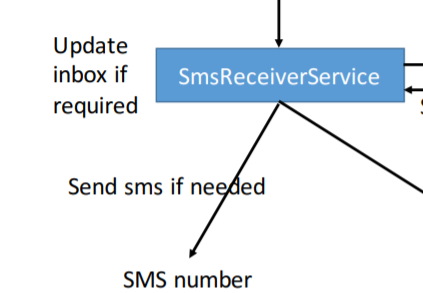 Update
inbox if
required
SmsReceiverService
Send sms if needed
SMS number